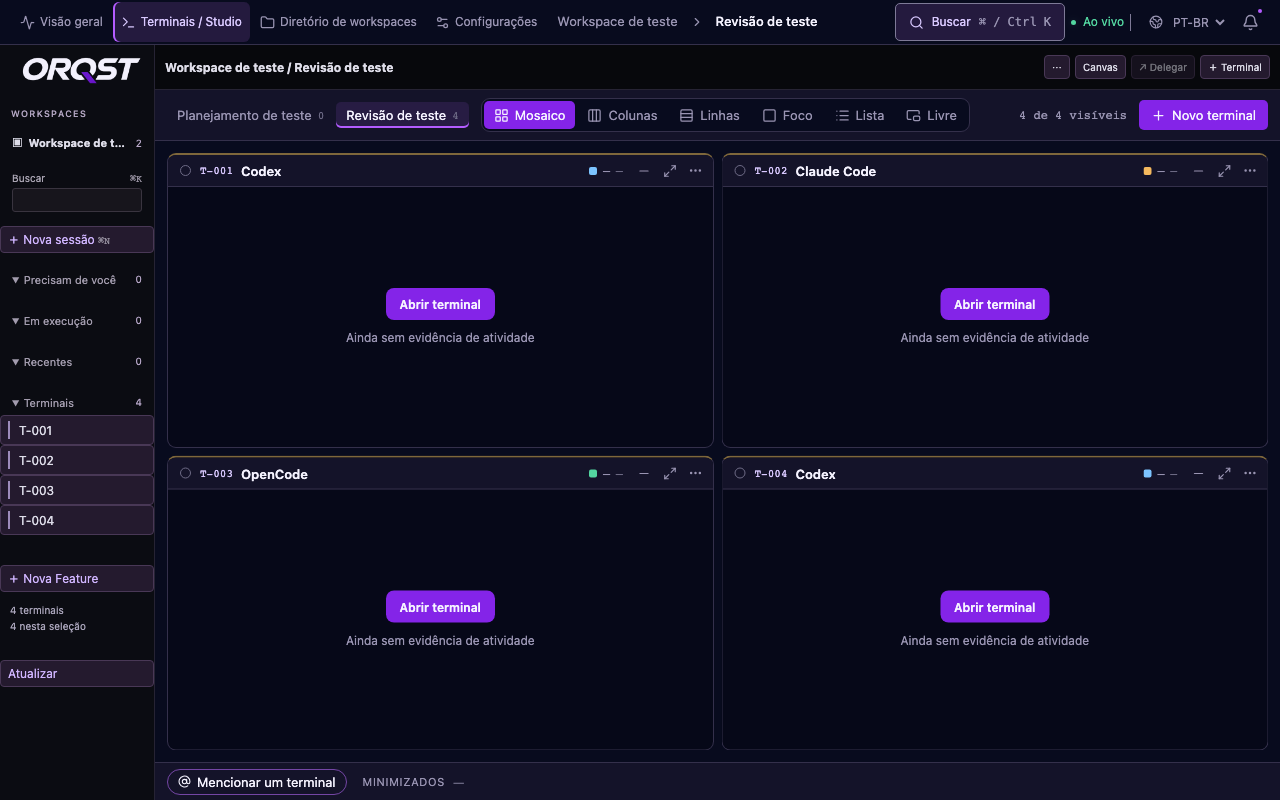 Visão geral
Terminais / Studio
Diretório de workspaces
Configurações
Workspace de teste > Revisão de teste
Buscar ⌘ / Ctrl K
Ao vivo
PT-BR
ORQST
Workspace de teste / Revisão de teste
...
Canvas
↗ Delegar
+ Terminal
WORKSPACES
Workspace de t... 2
Buscar ⌘K
+ Nova sessão ⌘N
▼ Precisam de você 0
▼ Em execução 0
▼ Recentes 0
▼ Terminais 4
T-001
T-002
T-003
T-004
+ Nova Feature
4 terminais
4 nesta seleção
Atualizar
Planejamento de teste 0
Revisão de teste 4
Mosaico
Colunas
Linhas
Foco
Lista
Livre
4 de 4 visíveis
+ Novo terminal
T-001 Codex — —
Abrir terminal
Ainda sem evidência de atividade
T-002 Claude Code — —
Abrir terminal
Ainda sem evidência de atividade
T-003 OpenCode — —
Abrir terminal
Ainda sem evidência de atividade
T-004 Codex — —
Abrir terminal
Ainda sem evidência de atividade
@ Mencionar um terminal
MINIMIZADOS —